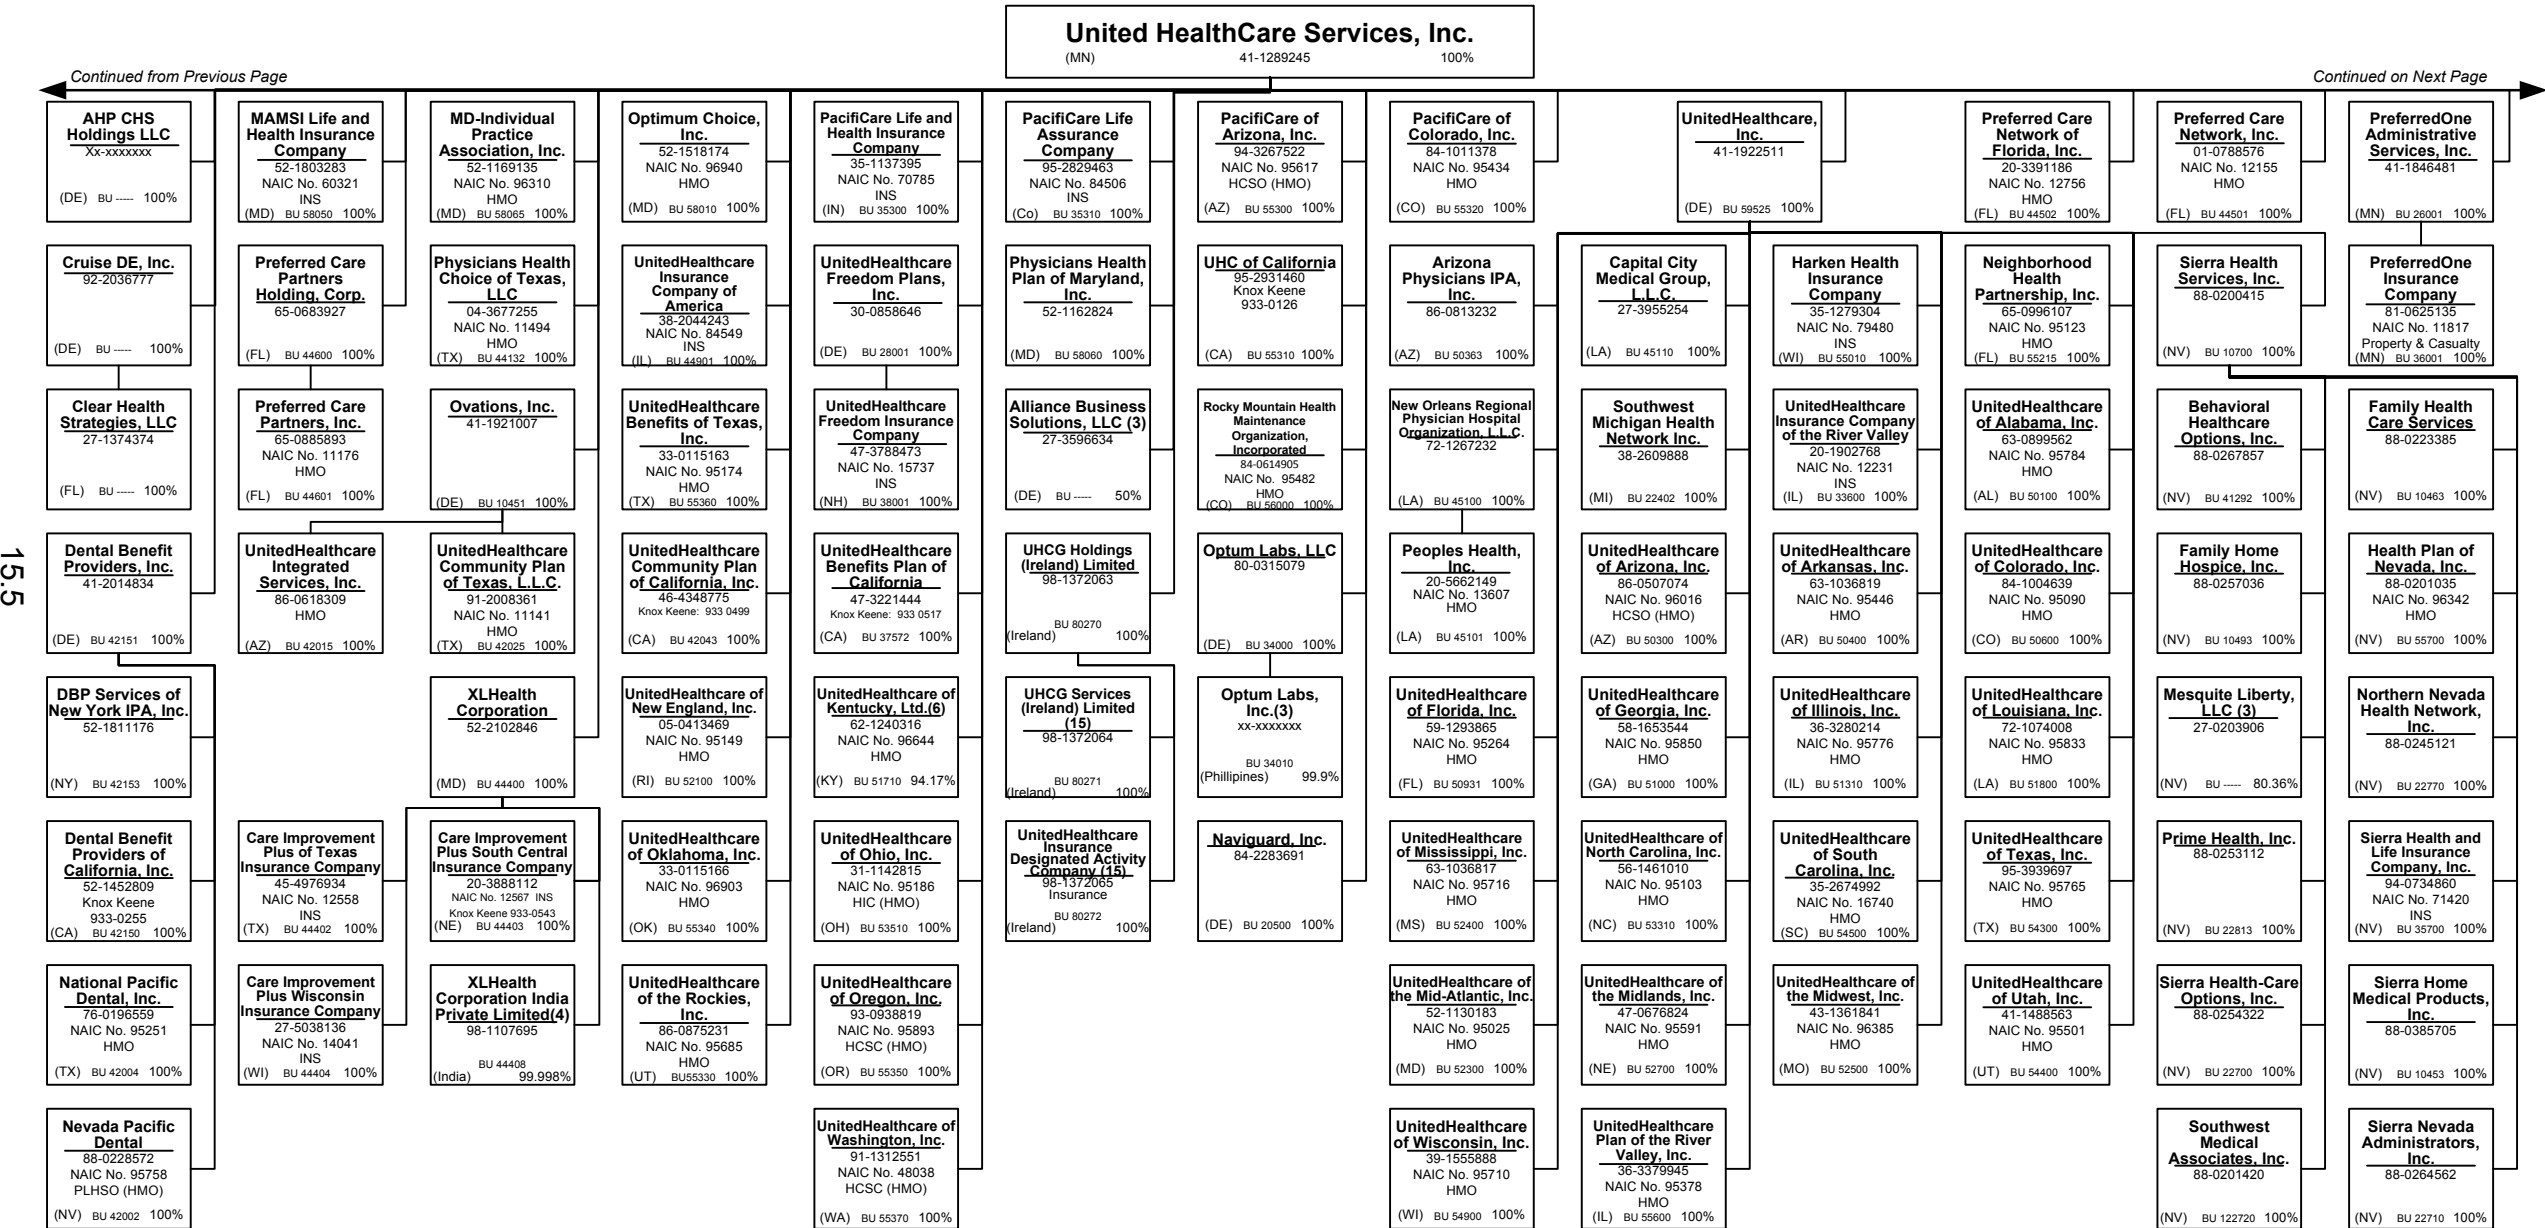 United HealthCare Services, Inc.
(MN) 41-1289245 100%
Continued from Previous Page
Continued on Next Page
AHP CHS
Holdings LLC
Xx-xxxxxxx
(DE) BU ----- 100%
MAMSI Life and
Health Insurance
Company
52-1803283
NAIC No. 60321
INS
(MD) BU 58050 100%
MD-Individual
Practice
Association, Inc.
52-1169135
NAIC No. 96310
HMO
(MD) BU 58065 100%
Optimum Choice,
Inc.
52-1518174
NAIC No. 96940
HMO
(MD) BU 58010 100%
PacifiCare Life and
Health Insurance
Company
35-1137395
NAIC No. 70785
INS
(IN) BU 35300 100%
PacifiCare Life
Assurance
Company
95-2829463
NAIC No. 84506
INS
(Co) BU 35310 100%
PacifiCare of
Arizona, Inc.
94-3267522
NAIC No. 95617
HCSO (HMO)
(AZ) BU 55300 100%
PacifiCare of
Colorado, Inc.
84-1011378
NAIC No. 95434
HMO
(CO) BU 55320 100%
UnitedHealthcare,
Inc.
41-1922511
(DE) BU 59525 100%
Preferred Care
Network of
Florida, Inc.
20-3391186
NAIC No. 12756
HMO
(FL) BU 44502 100%
Preferred Care
Network, Inc.
01-0788576
NAIC No. 12155
HMO
(FL) BU 44501 100%
PreferredOne
Administrative
Services, Inc.
41-1846481
(MN) BU 26001 100%
Cruise DE, Inc.
92-2036777
(DE) BU ----- 100%
Preferred Care
Partners
Holding, Corp.
65-0683927
(FL) BU 44600 100%
Physicians Health
Choice of Texas,
LLC
04-3677255
NAIC No. 11494
HMO
(TX) BU 44132 100%
UnitedHealthcare
Insurance
Company of
America
38-2044243
NAIC No. 84549
INS
(IL) BU 44901 100%
UnitedHealthcare
Freedom Plans,
Inc.
30-0858646
(DE) BU 28001 100%
Physicians Health
Plan of Maryland,
Inc.
52-1162824
(MD) BU 58060 100%
UHC of California
95-2931460
Knox Keene
933-0126
(CA) BU 55310 100%
Arizona
Physicians IPA,
Inc.
86-0813232
(AZ) BU 50363 100%
Capital City
Medical Group,
L.L.C.
27-3955254
(LA) BU 45110 100%
Harken Health
Insurance
Company
35-1279304
NAIC No. 79480
INS
(WI) BU 55010 100%
Neighborhood
Health
Partnership, Inc.
65-0996107
NAIC No. 95123
HMO
(FL) BU 55215 100%
Sierra Health
Services, Inc.
88-0200415
(NV) BU 10700 100%
PreferredOne
Insurance
Company
81-0625135
NAIC No. 11817
Property & Casualty
(MN) BU 36001 100%
Clear Health
Strategies, LLC
27-1374374
(FL) BU ----- 100%
Preferred Care
Partners, Inc.
65-0885893
NAIC No. 11176
HMO
(FL) BU 44601 100%
Ovations, Inc.
41-1921007
(DE) BU 10451 100%
UnitedHealthcare
Benefits of Texas,
Inc.
33-0115163
NAIC No. 95174
HMO
(TX) BU 55360 100%
UnitedHealthcare
Freedom Insurance
Company
47-3788473
NAIC No. 15737
INS
(NH) BU 38001 100%
Alliance Business
Solutions, LLC (3)
27-3596634
(DE) BU ----- 50%
Rocky Mountain Health
Maintenance
Organization,
Incorporated
84-0614905
NAIC No. 95482
HMO
(CO) BU 56000 100%
New Orleans Regional
Physician Hospital
Organization, L.L.C.
72-1267232
(LA) BU 45100 100%
Southwest
Michigan Health
Network Inc.
38-2609888
(MI) BU 22402 100%
UnitedHealthcare
Insurance Company
of the River Valley
20-1902768
NAIC No. 12231
INS
(IL) BU 33600 100%
UnitedHealthcare
of Alabama, Inc.
63-0899562
NAIC No. 95784
HMO
(AL) BU 50100 100%
Behavioral
Healthcare
Options, Inc.
88-0267857
(NV) BU 41292 100%
Family Health
Care Services
88-0223385
(NV) BU 10463 100%
15.5
Dental Benefit
Providers, Inc.
41-2014834
(DE) BU 42151 100%
UnitedHealthcare
Integrated
Services, Inc.
86-0618309
HMO
(AZ) BU 42015 100%
UnitedHealthcare
Community Plan
of Texas, L.L.C.
91-2008361
NAIC No. 11141
HMO
(TX) BU 42025 100%
UnitedHealthcare
Community Plan
of California, Inc.
46-4348775
Knox Keene: 933 0499
(CA) BU 42043 100%
UnitedHealthcare
Benefits Plan of
California
47-3221444
Knox Keene: 933 0517
(CA) BU 37572 100%
UHCG Holdings
(Ireland) Limited
98-1372063
BU 80270
(Ireland) 100%
Optum Labs, LLC
80-0315079
(DE) BU 34000 100%
Peoples Health,
Inc.
20-5662149
NAIC No. 13607
HMO
(LA) BU 45101 100%
UnitedHealthcare
of Arizona, Inc.
86-0507074
NAIC No. 96016
HCSO (HMO)
(AZ) BU 50300 100%
UnitedHealthcare
of Arkansas, Inc.
63-1036819
NAIC No. 95446
HMO
(AR) BU 50400 100%
UnitedHealthcare
of Colorado, Inc.
84-1004639
NAIC No. 95090
HMO
(CO) BU 50600 100%
Family Home
Hospice, Inc.
88-0257036
(NV) BU 10493 100%
Health Plan of
Nevada, Inc.
88-0201035
NAIC No. 96342
HMO
(NV) BU 55700 100%
DBP Services of
New York IPA, Inc.
52-1811176
(NY) BU 42153 100%
XLHealth
Corporation
52-2102846
(MD) BU 44400 100%
UnitedHealthcare of
New England, Inc.
05-0413469
NAIC No. 95149
HMO
(RI) BU 52100 100%
UnitedHealthcare of
Kentucky, Ltd.(6)
62-1240316
NAIC No. 96644
HMO
(KY) BU 51710 94.17%
UHCG Services
(Ireland) Limited
(15)
98-1372064
BU 80271
(Ireland) 100%
Optum Labs,
Inc.(3)
xx-xxxxxxx
BU 34010
(Phillipines) 99.9%
UnitedHealthcare
of Florida, Inc.
59-1293865
NAIC No. 95264
HMO
(FL) BU 50931 100%
UnitedHealthcare
of Georgia, Inc.
58-1653544
NAIC No. 95850
HMO
(GA) BU 51000 100%
UnitedHealthcare
of Illinois, Inc.
36-3280214
NAIC No. 95776
HMO
(IL) BU 51310 100%
UnitedHealthcare
of Louisiana, Inc.
72-1074008
NAIC No. 95833
HMO
(LA) BU 51800 100%
Mesquite Liberty,
LLC (3)
27-0203906
(NV) BU ----- 80.36%
Northern Nevada
Health Network,
Inc.
88-0245121
(NV) BU 22770 100%
Dental Benefit
Providers of
California, Inc.
52-1452809
Knox Keene
933-0255
(CA) BU 42150 100%
Care Improvement
Plus of Texas
Insurance Company
45-4976934
NAIC No. 12558
INS
(TX) BU 44402 100%
Care Improvement
Plus South Central
Insurance Company
20-3888112
NAIC No. 12567 INS
Knox Keene 933-0543
(NE) BU 44403 100%
UnitedHealthcare
of Oklahoma, Inc.
33-0115166
NAIC No. 96903
HMO
(OK) BU 55340 100%
UnitedHealthcare
of Ohio, Inc.
31-1142815
NAIC No. 95186
HIC (HMO)
(OH) BU 53510 100%
UnitedHealthcare
Insurance
Designated Activity
Company (15)
98-1372065
Insurance
BU 80272
(Ireland) 100%
Naviguard, Inc.
84-2283691
(DE) BU 20500 100%
UnitedHealthcare
of Mississippi, Inc.
63-1036817
NAIC No. 95716
HMO
(MS) BU 52400 100%
UnitedHealthcare of
North Carolina, Inc.
56-1461010
NAIC No. 95103
HMO
(NC) BU 53310 100%
UnitedHealthcare
of South
Carolina, Inc.
35-2674992
NAIC No. 16740
HMO
(SC) BU 54500 100%
UnitedHealthcare
of Texas, Inc.
95-3939697
NAIC No. 95765
HMO
(TX) BU 54300 100%
Prime Health, Inc.
88-0253112
(NV) BU 22813 100%
Sierra Health and
Life Insurance
Company, Inc.
94-0734860
NAIC No. 71420
INS
(NV) BU 35700 100%
National Pacific
Dental, Inc.
76-0196559
NAIC No. 95251
HMO
(TX) BU 42004 100%
Care Improvement
Plus Wisconsin
Insurance Company
27-5038136
NAIC No. 14041
INS
(WI) BU 44404 100%
XLHealth
Corporation India
Private Limited(4)
98-1107695
BU 44408
(India) 99.998%
UnitedHealthcare
of the Rockies,
Inc.
86-0875231
NAIC No. 95685
HMO
(UT) BU55330 100%
UnitedHealthcare
of Oregon, Inc.
93-0938819
NAIC No. 95893
HCSC (HMO)
(OR) BU 55350 100%
UnitedHealthcare of
the Mid-Atlantic, Inc.
52-1130183
NAIC No. 95025
HMO
(MD) BU 52300 100%
UnitedHealthcare of
the Midlands, Inc.
47-0676824
NAIC No. 95591
HMO
(NE) BU 52700 100%
UnitedHealthcare of
the Midwest, Inc.
43-1361841
NAIC No. 96385
HMO
(MO) BU 52500 100%
UnitedHealthcare
of Utah, Inc.
41-1488563
NAIC No. 95501
HMO
(UT) BU 54400 100%
Sierra Health-Care
Options, Inc.
88-0254322
(NV) BU 22700 100%
Sierra Home
Medical Products,
Inc.
88-0385705
(NV) BU 10453 100%
Nevada Pacific
Dental
88-0228572
NAIC No. 95758
PLHSO (HMO)
(NV) BU 42002 100%
UnitedHealthcare of
Washington, Inc.
91-1312551
NAIC No. 48038
HCSC (HMO)
(WA) BU 55370 100%
UnitedHealthcare
of Wisconsin, Inc.
39-1555888
NAIC No. 95710
HMO
(WI) BU 54900 100%
UnitedHealthcare
Plan of the River
Valley, Inc.
36-3379945
NAIC No. 95378
HMO
(IL) BU 55600 100%
Southwest
Medical
Associates, Inc.
88-0201420
(NV) BU 122720 100%
Sierra Nevada
Administrators,
Inc.
88-0264562
(NV) BU 22710 100%